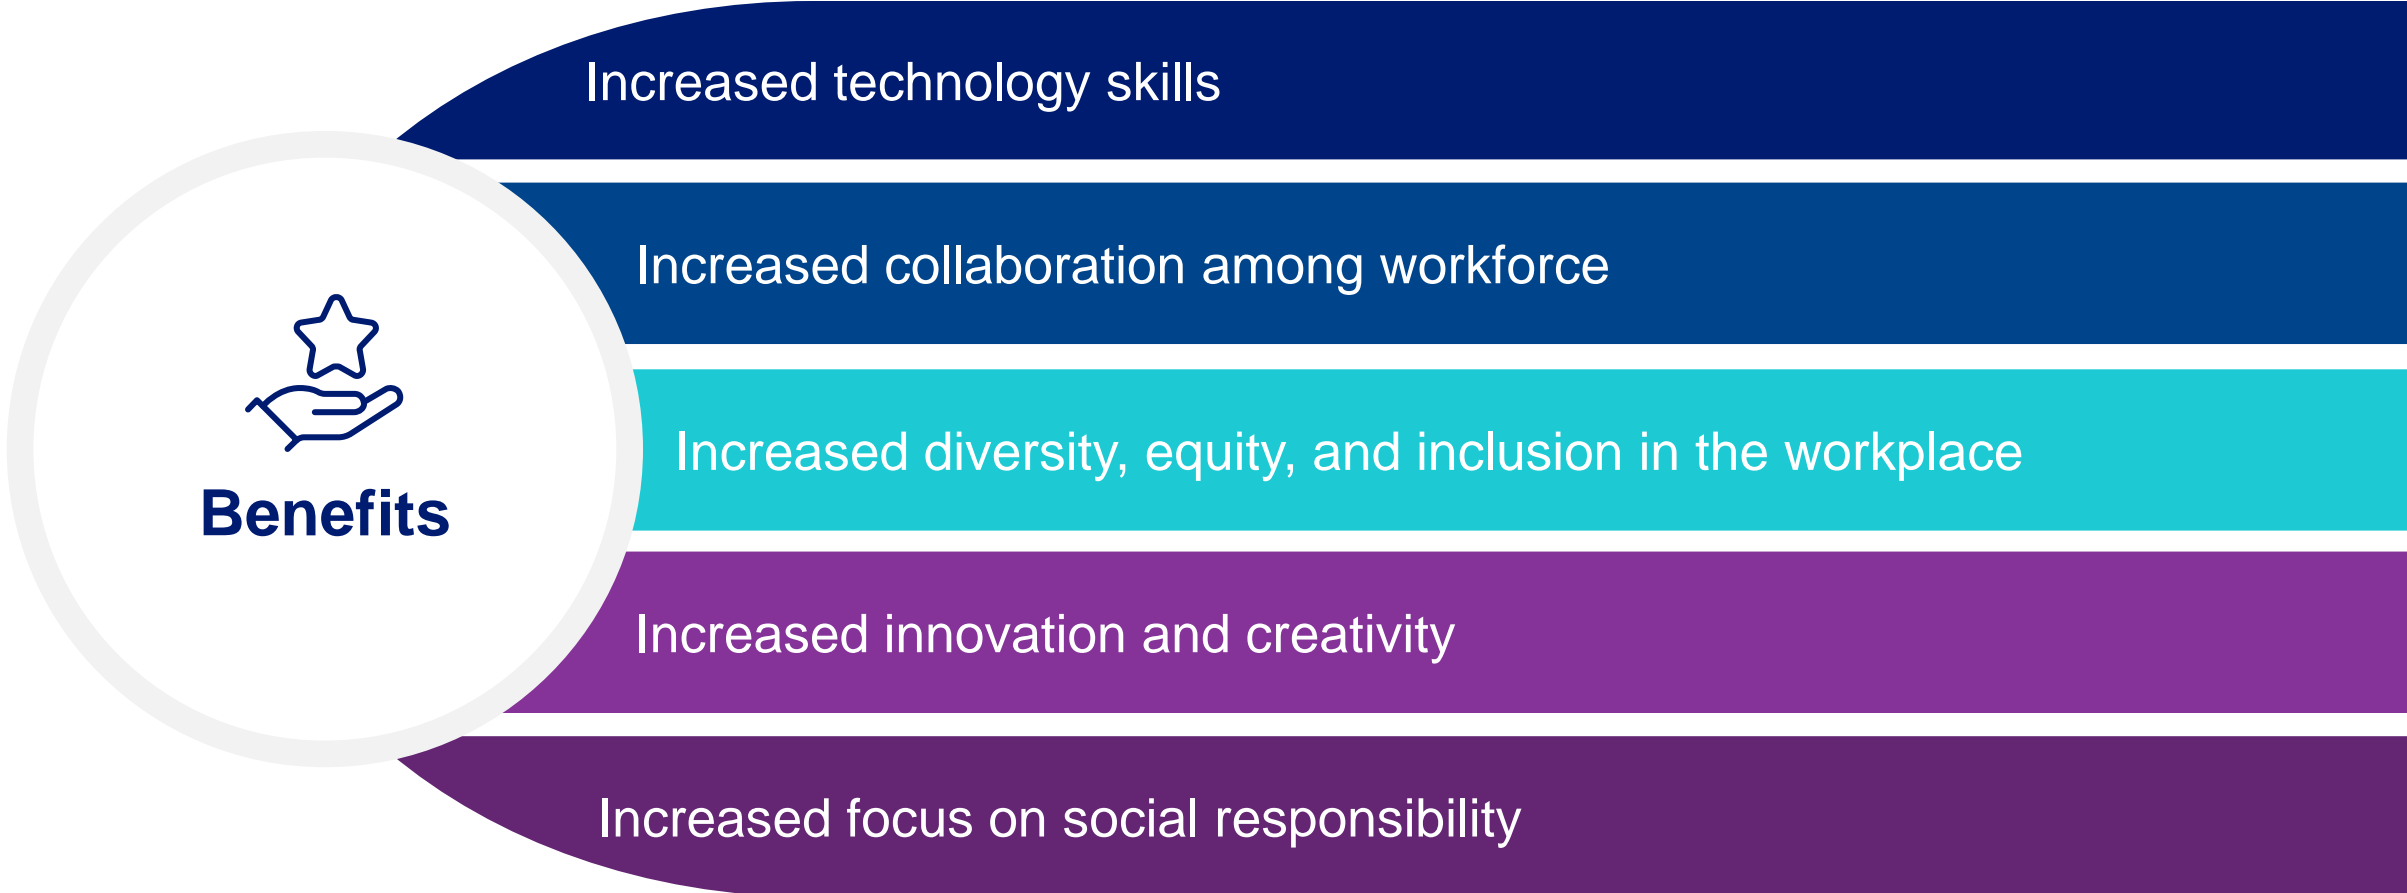 Increased technology skills
Increased collaboration among workforce
Increased diversity, equity, and inclusion in the workplace
Benefits
Increased innovation and creativity
Increased focus on social responsibility